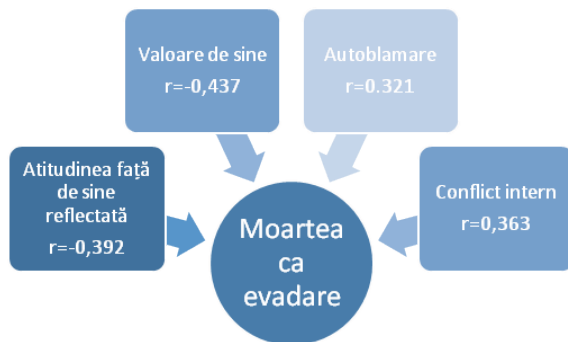 Valoare de sine
r=-0,437
Autoblamare
r=0.321
Atitudinea față
de sine
reflectată
r=-0,392
Conflict intern
r=0,363
Moartea
ca
evadare